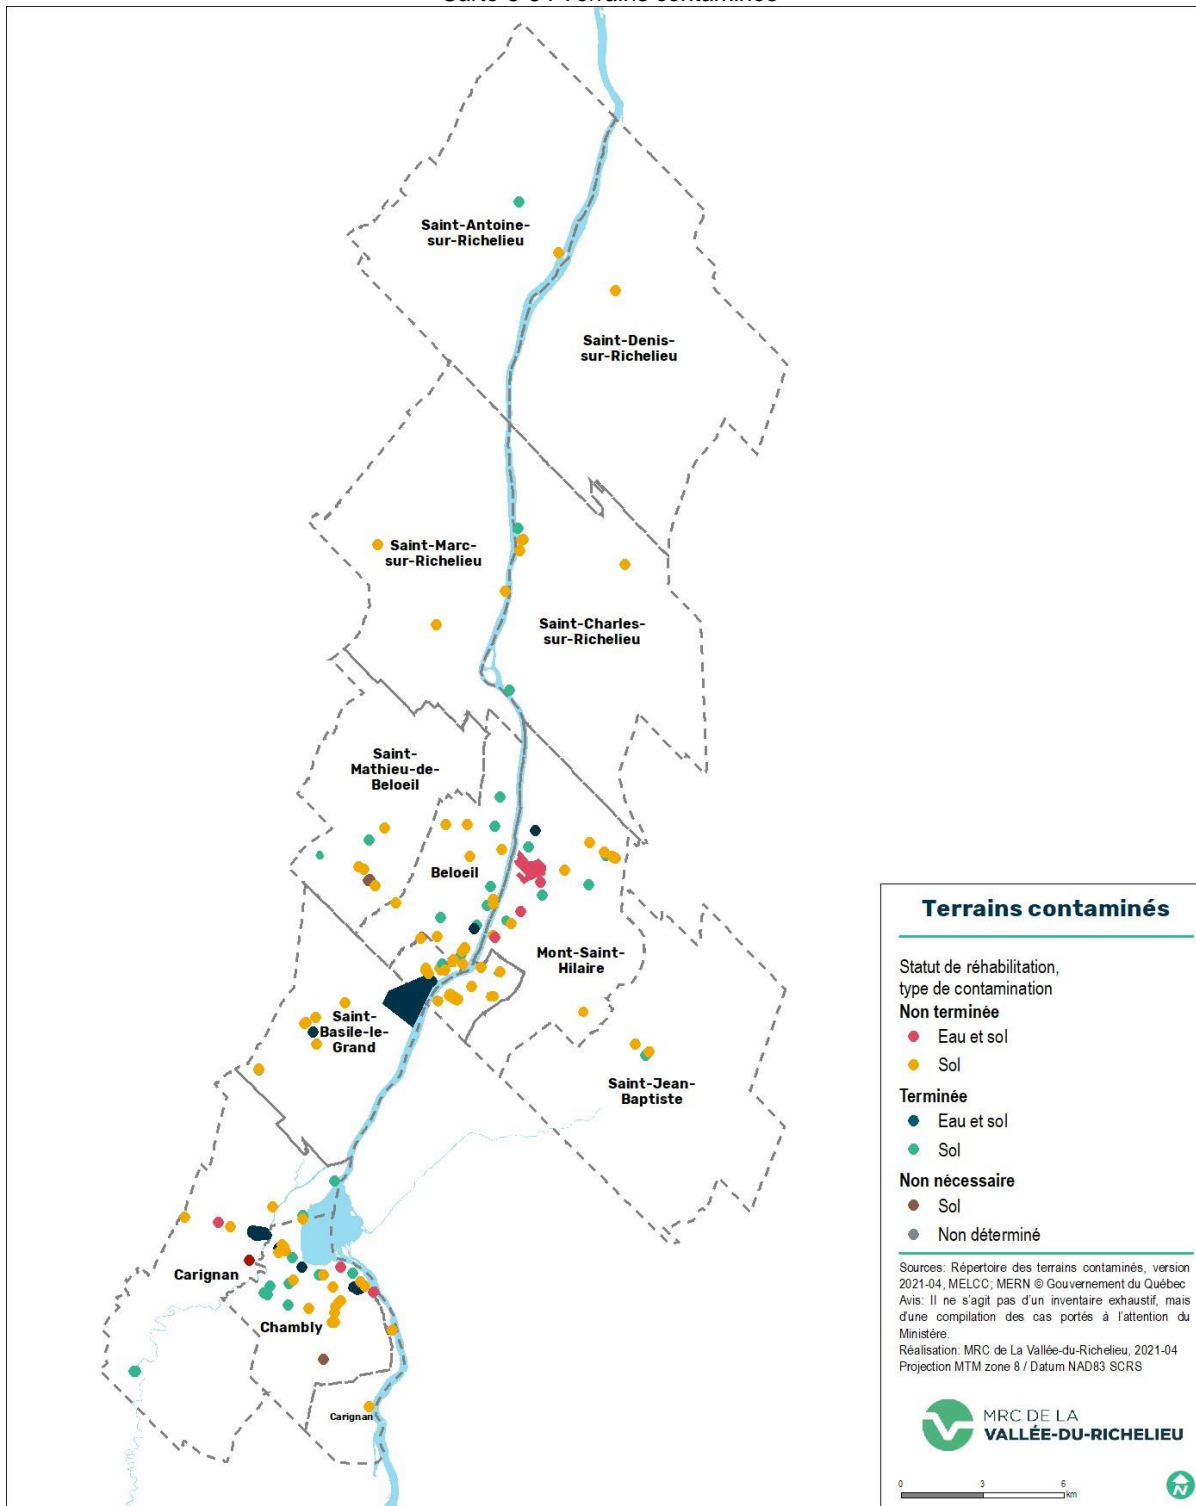 Carte 3-5 : Terrains contaminés
Saint-Antoine-
sur-Richelieu
Saint-Denis-
sur-Richelieu
Saint-Marc-
sur-Richelieu
Saint-Charles-
sur-Richelieu
Saint-
Mathieu-de-
Beloeil
Beloeil
Mont-Saint-
Hilaire
Saint-
Basile-le-
Grand
Saint-Jean-
Baptiste
Carignan
Chambly
Carignan
Terrains contaminés
Statut de réhabilitation,
type de contamination
Non terminée
Eau et sol
Sol
Terminée
Eau et sol
Sol
Non nécessaire
Sol
Non déterminé
Sources: Répertoire des terrains contaminés, version
2021-04, MELCC; MERN © Gouvernement du Québec
Avis: Il ne s'agit pas d'un inventaire exhaustif, mais
d'une compilation des cas portés à l'attention du
Ministère.
Réalisation: MRC de La Vallée-du-Richelieu, 2021-04
Projection MTM zone 8 / Datum NAD83 SCRS
MRC DE LA
VALLÉE-DU-RICHELIEU
0 3 6
km
N